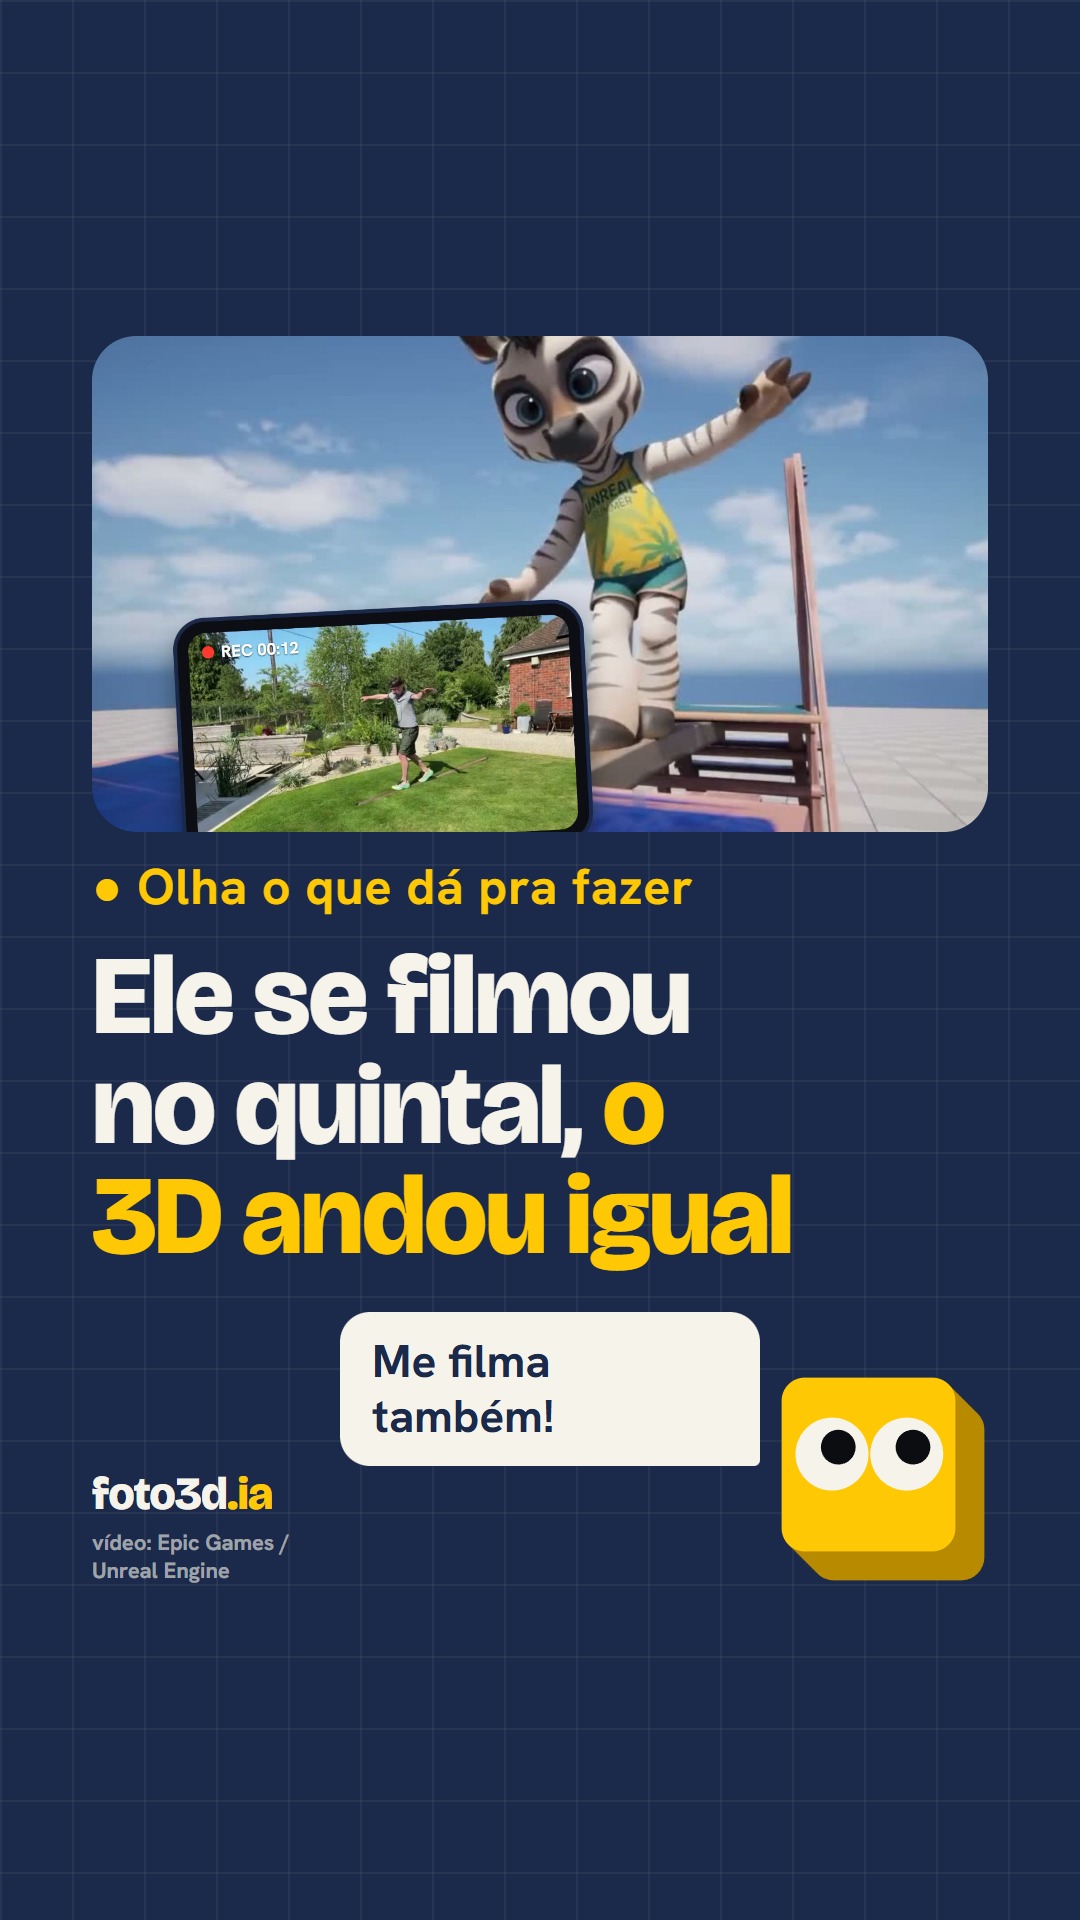 UNREAL
SUMMER
REC 00:12
● Olha o que dá pra fazer
Ele se filmou
no quintal, o
3D andou igual
Me filma
também!
foto3d.ia
vídeo: Epic Games /
Unreal Engine